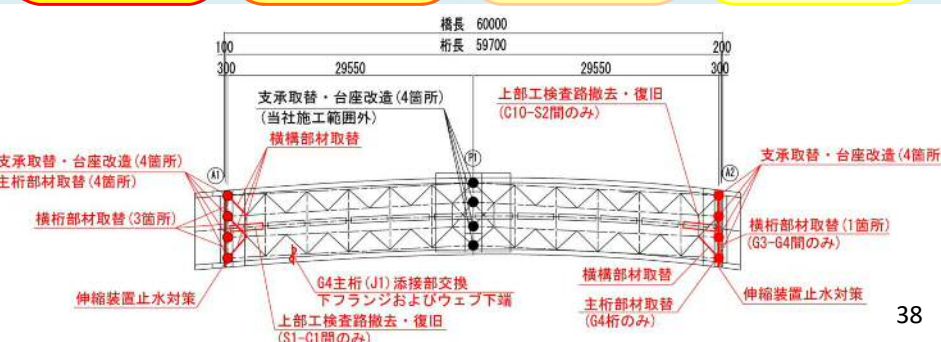 橋長 60000
100 桁長 59700 200
300 29550 29550 300
支承取替・台座改造(4箇所)
(当社施工範囲外)
横構部材取替
上部工検査路撤去・復旧
(C10-S2間のみ)
支承取替・台座改造(4箇所)
主桁部材取替(4箇所)
A1
P1
A2
支承取替・台座改造(4箇所
横桁部材取替(3箇所)
横桁部材取替(1箇所)
(G3-G4間のみ)
伸縮装置止水対策
G4主桁(J1)添接部交換
下フランジおよびウェブ下端
上部工検査路撤去・復旧
(S1-C1間のみ)
横構部材取替
主桁部材取替
(G4桁のみ)
伸縮装置止水対策
38